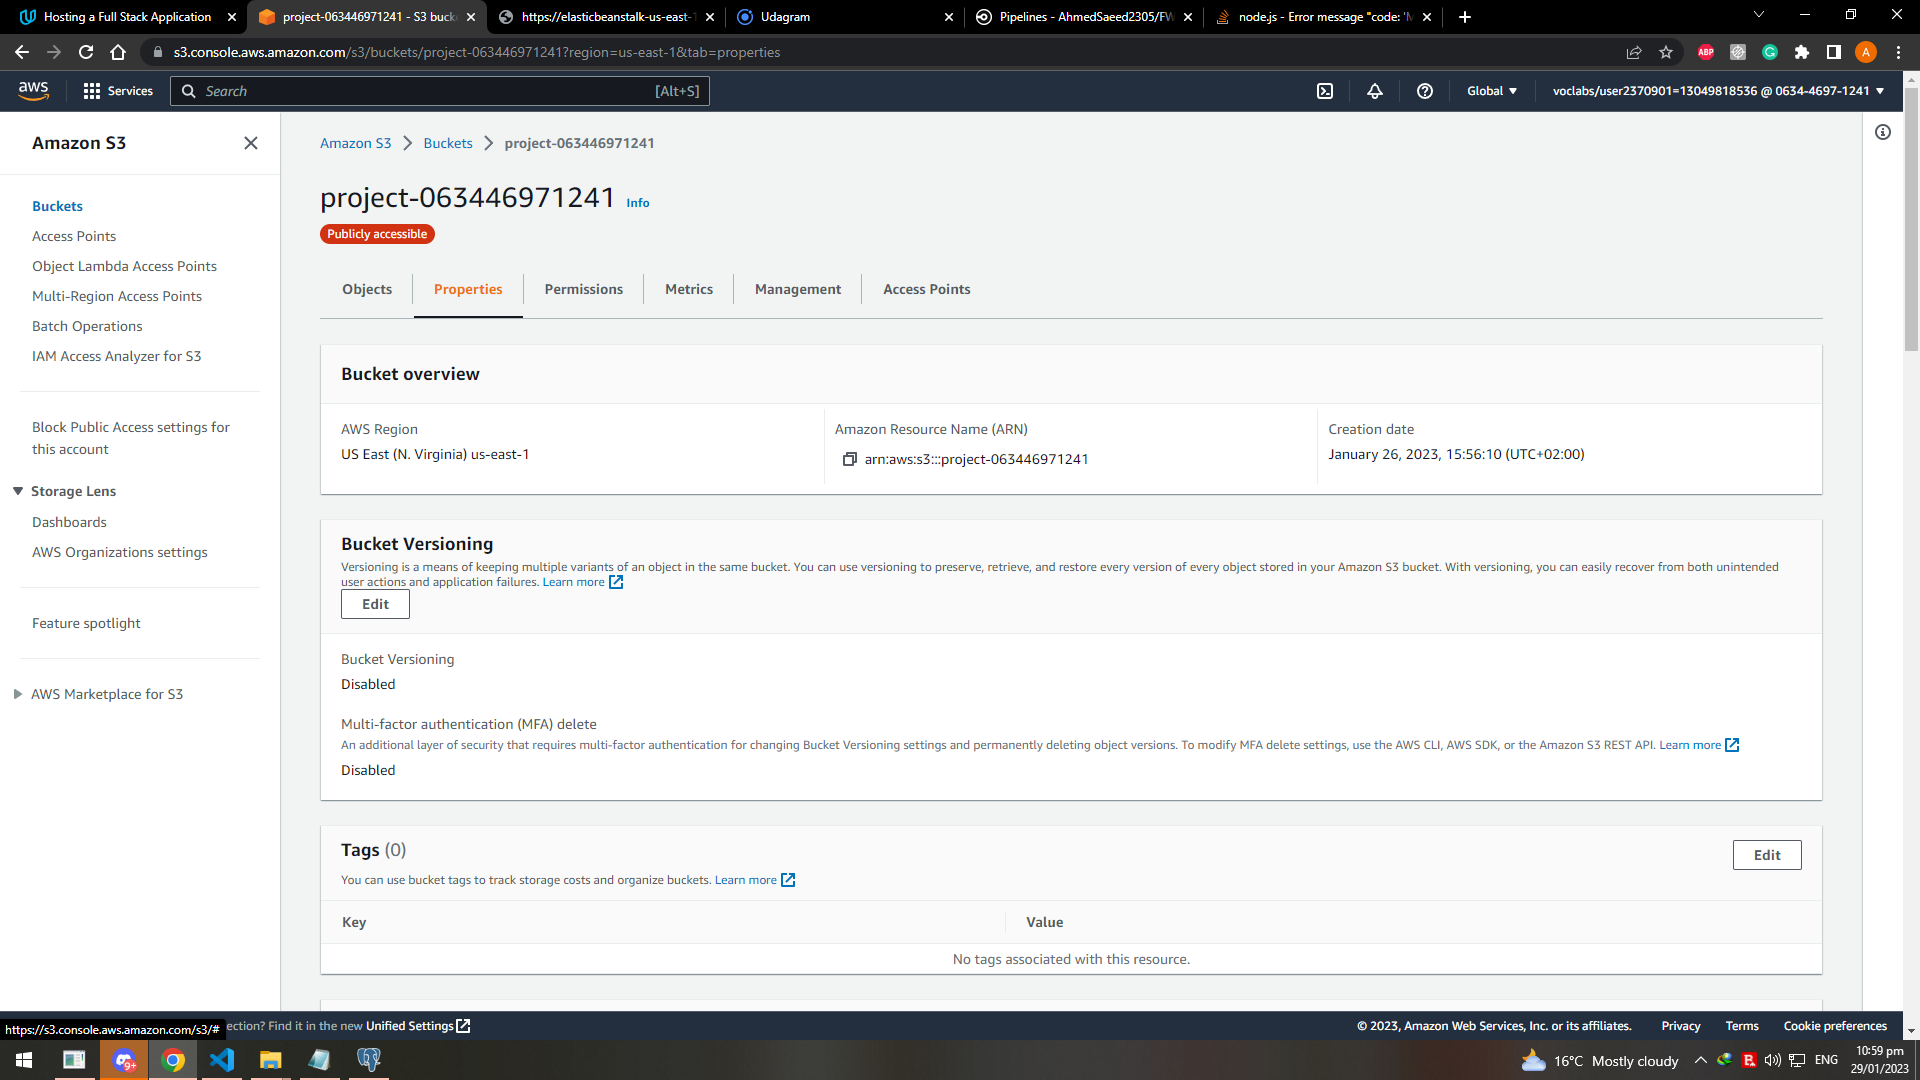 Hosting a Full Stack Application
project-063446971241 - S3 buck
https://elasticbeanstalk-us-east-1
Udagram
Pipelines - AhmedSaeed2305/FW
node.js - Error message "code: 'M
s3.console.aws.amazon.com/s3/buckets/project-063446971241?region=us-east-1&tab=properties
ABP
G
A
aws
Services
Search
[Alt+S]
Global
voclabs/user2370901=13049818536 @ 0634-4697-1241
Amazon S3
Buckets
Access Points
Object Lambda Access Points
Multi-Region Access Points
Batch Operations
IAM Access Analyzer for S3
Block Public Access settings for
this account
Storage Lens
Dashboards
AWS Organizations settings
Feature spotlight
AWS Marketplace for S3
Amazon S3 > Buckets > project-063446971241
project-063446971241 Info
Publicly accessible
Objects
Properties
Permissions
Metrics
Management
Access Points
Bucket overview
AWS Region
US East (N. Virginia) us-east-1
Amazon Resource Name (ARN)
arn:aws:s3:::project-063446971241
Creation date
January 26, 2023, 15:56:10 (UTC+02:00)
Bucket Versioning
Versioning is a means of keeping multiple variants of an object in the same bucket. You can use versioning to preserve, retrieve, and restore every version of every object stored in your Amazon S3 bucket. With versioning, you can easily recover from both unintended
user actions and application failures. Learn more
Edit
Bucket Versioning
Disabled
Multi-factor authentication (MFA) delete
An additional layer of security that requires multi-factor authentication for changing Bucket Versioning settings and permanently deleting object versions. To modify MFA delete settings, use the AWS CLI, AWS SDK, or the Amazon S3 REST API. Learn more
Disabled
Tags (0)
Edit
You can use bucket tags to track storage costs and organize buckets. Learn more
Key
Value
No tags associated with this resource.
https://s3.console.aws.amazon.com/s3/#
ection? Find it in the new Unified Settings
© 2023, Amazon Web Services, Inc. or its affiliates.
Privacy
Terms
Cookie preferences
9+
16°C Mostly cloudy
ENG
10:59 pm
29/01/2023